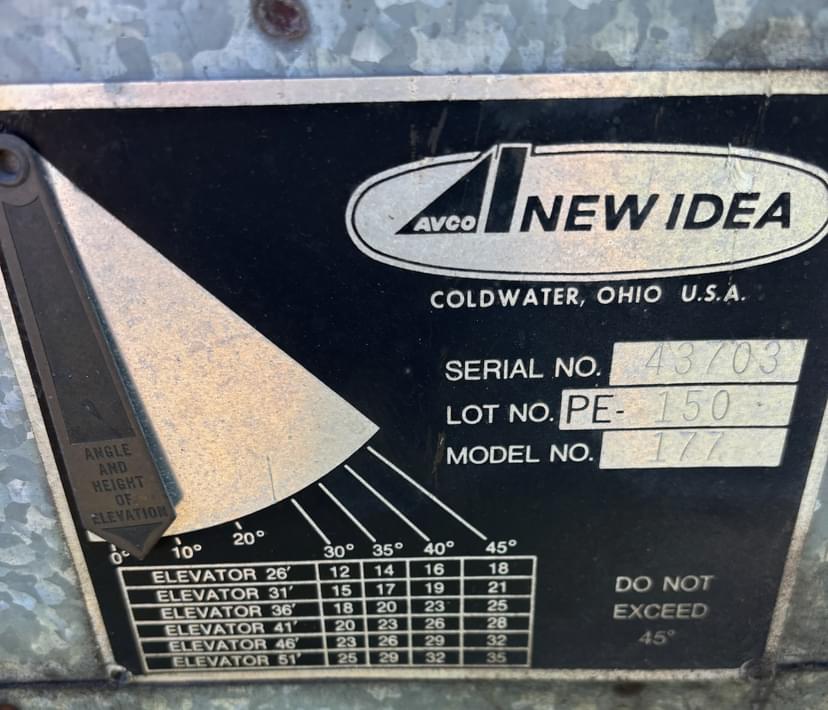 AVCO NEW IDEA
COLDWATER, OHIO U.S.A.
SERIAL NO. 43703
LOT NO. PE- 150
MODEL NO. 177
ANGLE
AND
HEIGHT
OF
ELEVATION
0° 10° 20° 30° 35° 40° 45°
ELEVATOR 26' 12 14 16 18
ELEVATOR 31' 15 17 19 21
ELEVATOR 36' 18 20 23 25
ELEVATOR 41' 20 23 26 28
ELEVATOR 46' 23 26 29 32
ELEVATOR 51' 25 29 32 35
DO NOT
EXCEED
45°